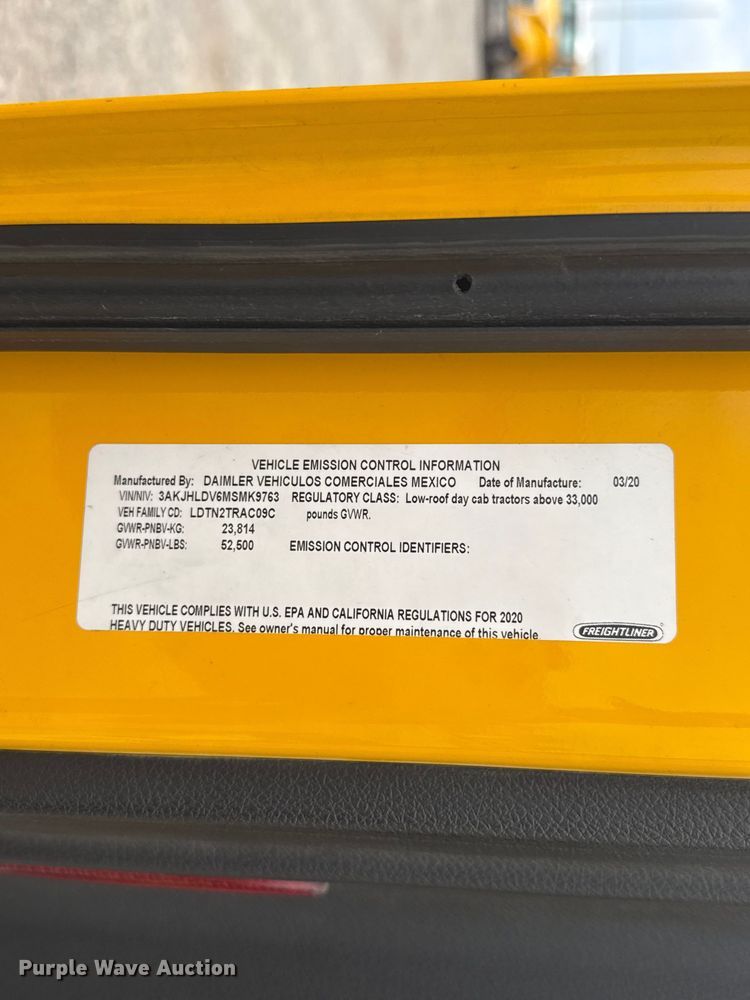 VEHICLE EMISSION CONTROL INFORMATION
Manufactured By: DAIMLER VEHICULOS COMERCIALES MEXICO Date of Manufacture: 03/20
VIN/NIV: 3AKJHLDV6MSMK9763 REGULATORY CLASS: Low-roof day cab tractors above 33,000
VEH FAMILY CD: LDTN2TRAC09C pounds GVWR.
GVWR-PNBV-KG: 23,814
GVWR-PNBV-LBS: 52,500 EMISSION CONTROL IDENTIFIERS:
THIS VEHICLE COMPLIES WITH U.S. EPA AND CALIFORNIA REGULATIONS FOR 2020
HEAVY DUTY VEHICLES. See owner's manual for proper maintenance of this vehicle
FREIGHTLINER
Purple Wave Auction